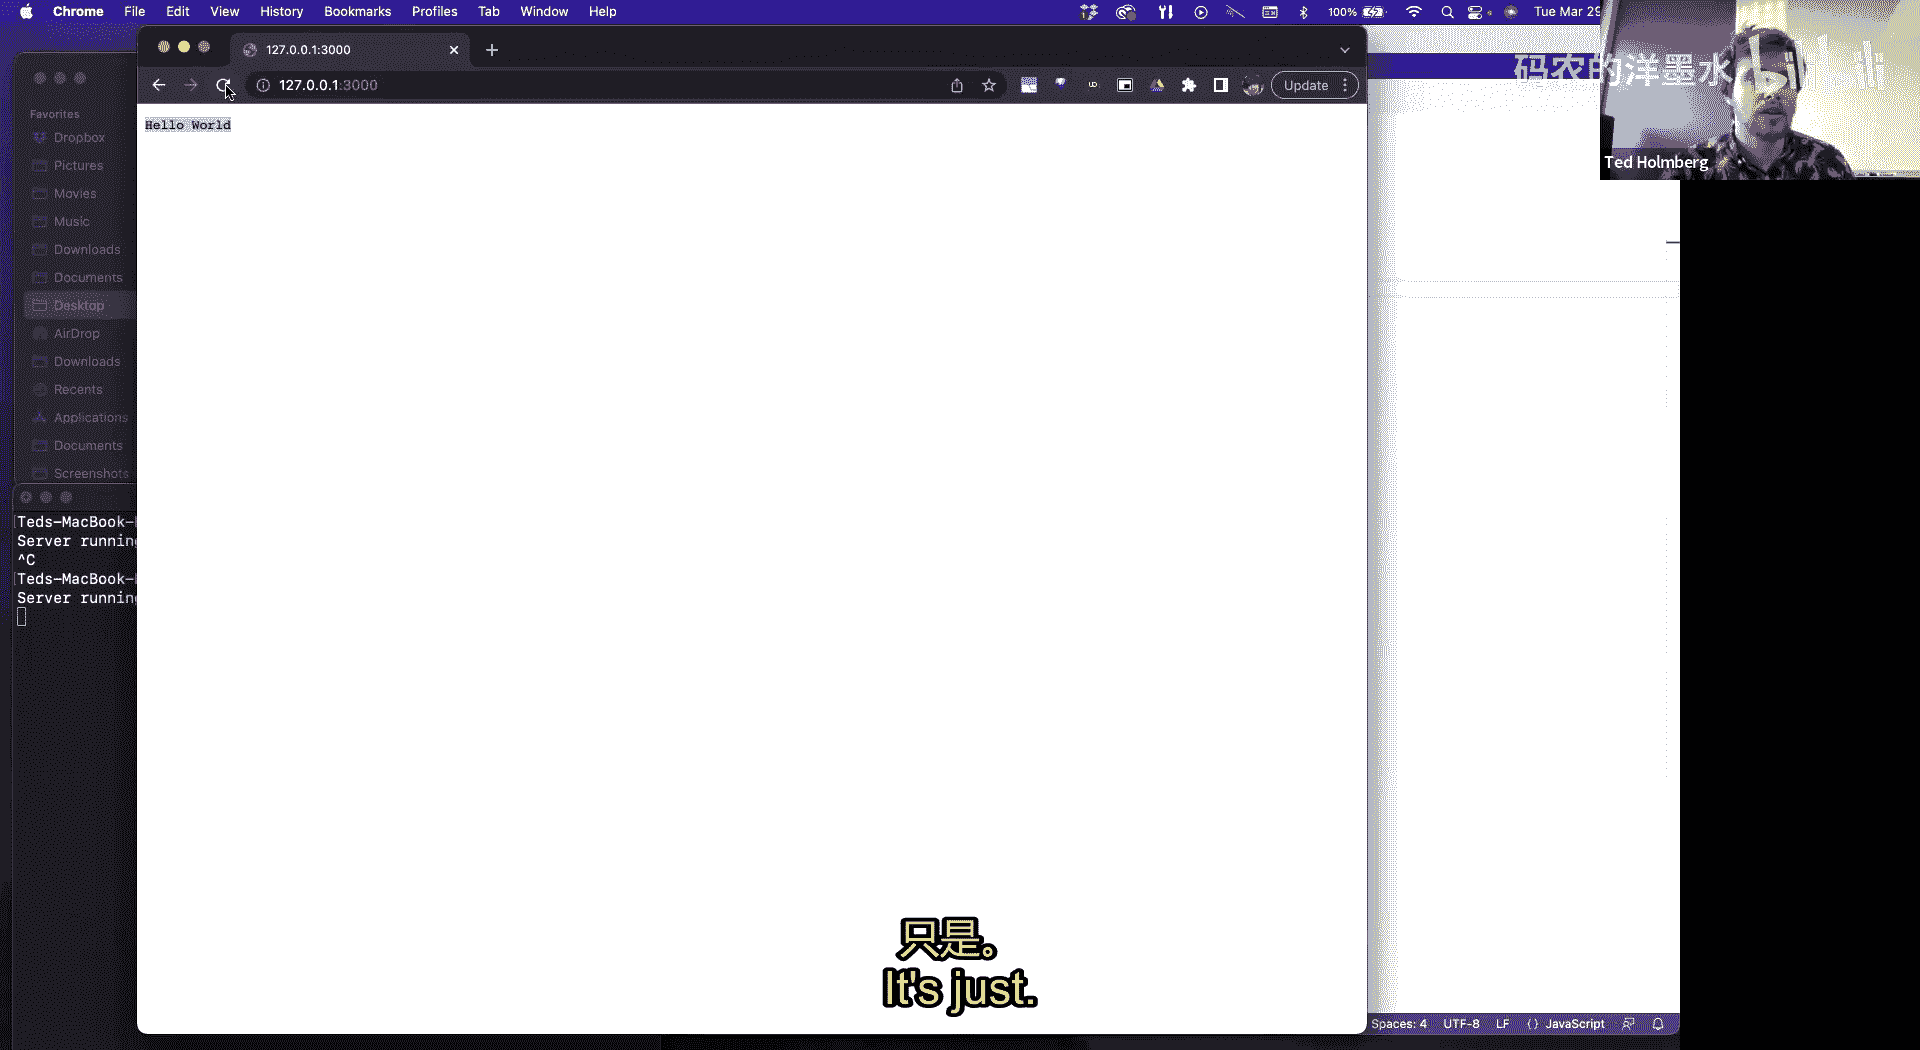 Chrome File Edit View History Bookmarks Profiles Tab Window Help 100% Tue Mar 29
127.0.0.1:3000
127.0.0.1:3000 Update
Hello World
码农的洋墨水
Ted Holmberg
Favorites
Dropbox
Pictures
Movies
Music
Downloads
Documents
Desktop
AirDrop
Downloads
Recents
Applications
Documents
Screenshots
Teds-MacBook-
Server running
^C
Teds-MacBook-
Server running
只是。
It's just.
Spaces: 4 UTF-8 LF {} JavaScript